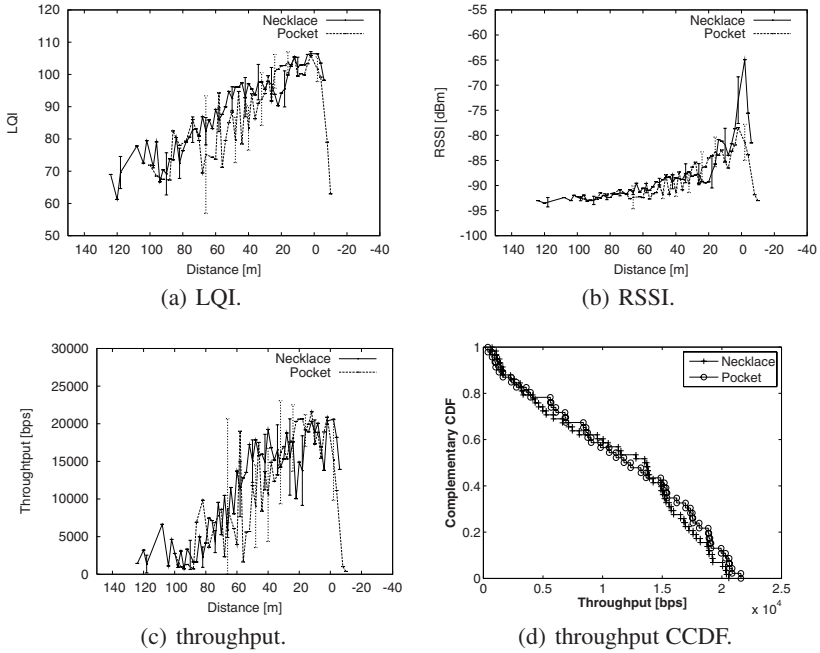 120
110
100
90
80
70
60
50
LQI
140 120 100 80 60 40 20 0 -20 -40
Distance [m]
Necklace
Pocket
(a) LQI.
-55
-60
-65
-70
-75
-80
-85
-90
-95
-100
RSSI [dBm]
140 120 100 80 60 40 20 0 -20 -40
Distance [m]
Necklace
Pocket
(b) RSSI.
30000
25000
20000
15000
10000
5000
0
Throughtput [bps]
140 120 100 80 60 40 20 0 -20 -40
Distance [m]
Necklace
Pocket
(c) throughput.
1
0.8
0.6
0.4
0.2
0
Complementary CDF
0 0.5 1 1.5 2 2.5
x 10⁴
Throughput [bps]
Necklace
Pocket
(d) throughput CCDF.